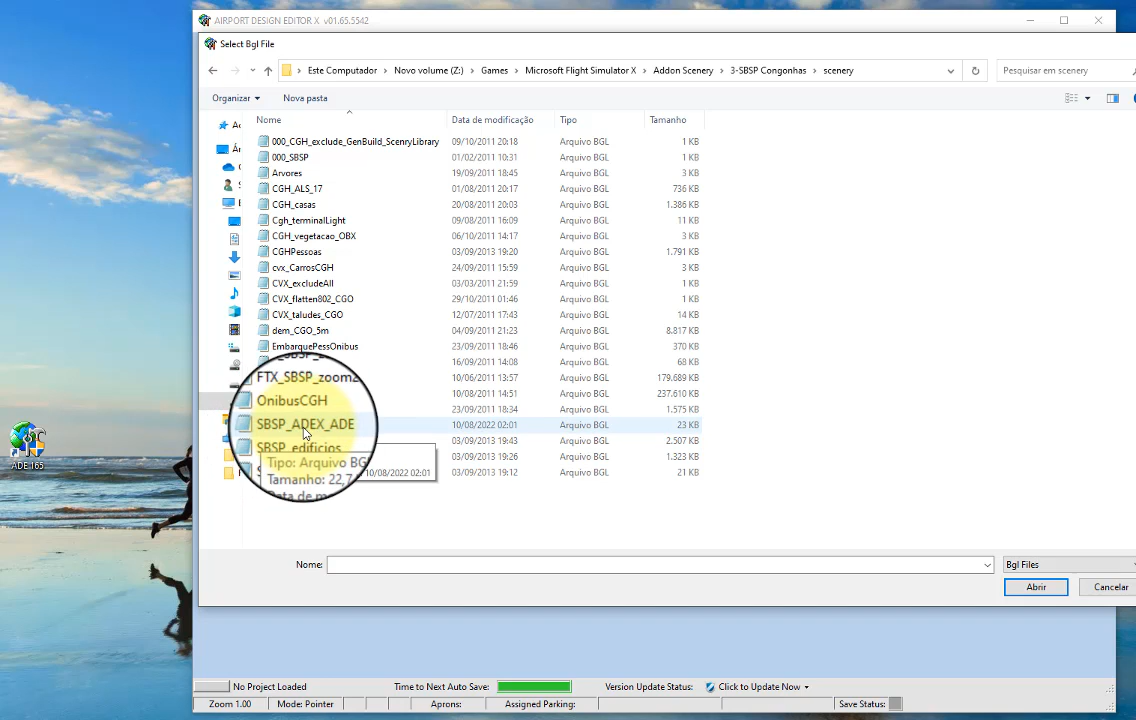 AIRPORT DESIGN EDITOR X v01.65.5542
Select Bgl File
Este Computador > Novo volume (Z:) > Games > Microsoft Flight Simulator X > Addon Scenery > 3-SBSP Congonhas > scenery
Pesquisar em scenery
Organizar
Nova pasta
Nome Data de modificação Tipo Tamanho
000_CGH_exclude_GenBuild_ScenryLibrary 09/10/2011 20:18 Arquivo BGL 1 KB
000_SBSP 01/02/2011 10:31 Arquivo BGL 1 KB
Arvores 19/09/2011 18:45 Arquivo BGL 3 KB
CGH_ALS_17 01/08/2011 20:17 Arquivo BGL 736 KB
CGH_casas 20/08/2011 20:03 Arquivo BGL 1.386 KB
Cgh_terminalLight 09/08/2011 16:09 Arquivo BGL 11 KB
CGH_vegetacao_OBX 06/10/2011 14:17 Arquivo BGL 3 KB
CGHPessoas 03/09/2013 19:20 Arquivo BGL 1.791 KB
cvx_CarrosCGH 24/09/2011 15:59 Arquivo BGL 3 KB
CVX_excludeAll 03/03/2011 21:59 Arquivo BGL 1 KB
CVX_flatten802_CGO 29/10/2011 01:46 Arquivo BGL 1 KB
CVX_taludes_CGO 12/07/2011 17:43 Arquivo BGL 14 KB
dem_CGO_5m 04/09/2011 21:23 Arquivo BGL 8.817 KB
EmbarquePessOnibus 23/09/2011 18:46 Arquivo BGL 370 KB
16/09/2011 14:08 Arquivo BGL 68 KB
FTX_SBSP_zoom2 10/06/2011 13:57 Arquivo BGL 179.689 KB
10/08/2011 14:51 Arquivo BGL 237.610 KB
OnibusCGH 23/09/2011 18:34 Arquivo BGL 1.575 KB
SBSP_ADEX_ADE 10/08/2022 02:01 Arquivo BGL 23 KB
SBSP_edificios 03/09/2013 19:43 Arquivo BGL 2.507 KB
03/09/2013 19:26 Arquivo BGL 1.323 KB
03/09/2013 19:12 Arquivo BGL 21 KB
Tipo: Arquivo BG
Tamanho: 22,7
10/08/2022 02:01
ADE 165
Nome:
Bgl Files
Abrir
Cancelar
No Project Loaded
Time to Next Auto Save:
Version Update Status:
Click to Update Now
Zoom 1.00
Mode: Pointer
Aprons:
Assigned Parking:
Save Status: